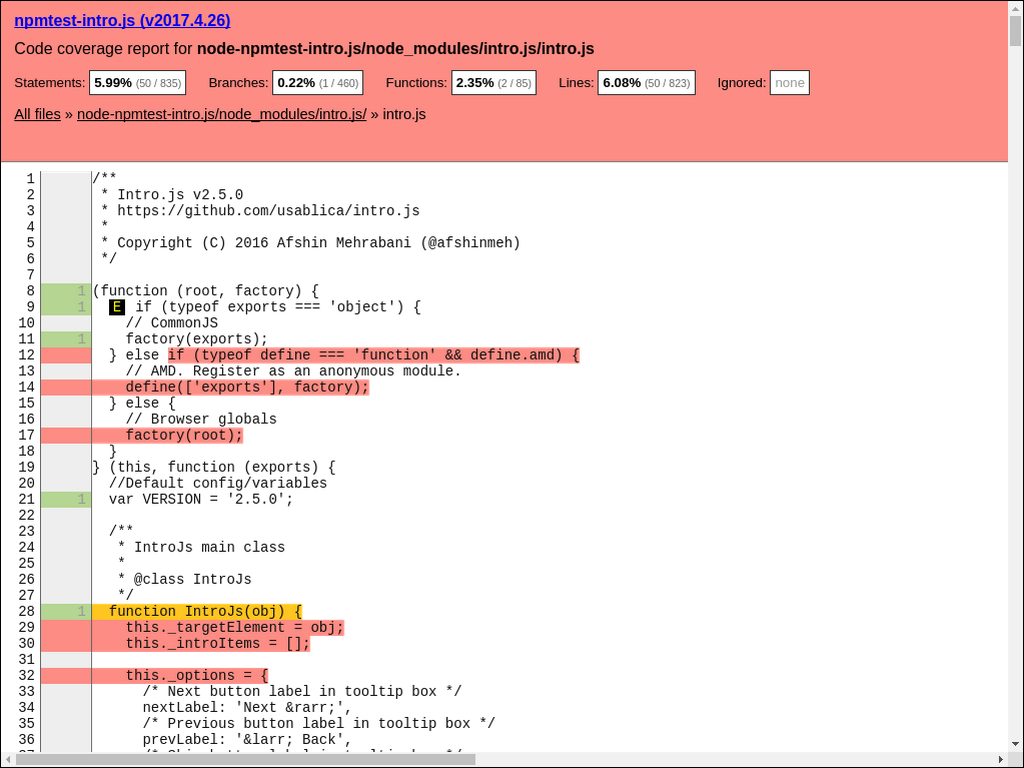 npmtest-intro.js (v2017.4.26)
Code coverage report for node-npmtest-intro.js/node_modules/intro.js/intro.js
Statements: 5.99% (50 / 835) Branches: 0.22% (1 / 460) Functions: 2.35% (2 / 85) Lines: 6.08% (50 / 823) Ignored: none
All files » node-npmtest-intro.js/node_modules/intro.js/ » intro.js
1 /**
2  * Intro.js v2.5.0
3  * https://github.com/usablica/intro.js
4  *
5  * Copyright (C) 2016 Afshin Mehrabani (@afshinmeh)
6  */
7
8 1 (function (root, factory) {
9 1   E if (typeof exports === 'object') {
10     // CommonJS
11 1     factory(exports);
12   } else if (typeof define === 'function' && define.amd) {
13     // AMD. Register as an anonymous module.
14     define(['exports'], factory);
15   } else {
16     // Browser globals
17     factory(root);
18   }
19 } (this, function (exports) {
20   //Default config/variables
21 1   var VERSION = '2.5.0';
22
23   /**
24    * IntroJs main class
25    *
26    * @class IntroJs
27    */
28 1   function IntroJs(obj) {
29     this._targetElement = obj;
30     this._introItems = [];
31
32     this._options = {
33       /* Next button label in tooltip box */
34       nextLabel: 'Next &rarr;',
35       /* Previous button label in tooltip box */
36       prevLabel: '&larr; Back',